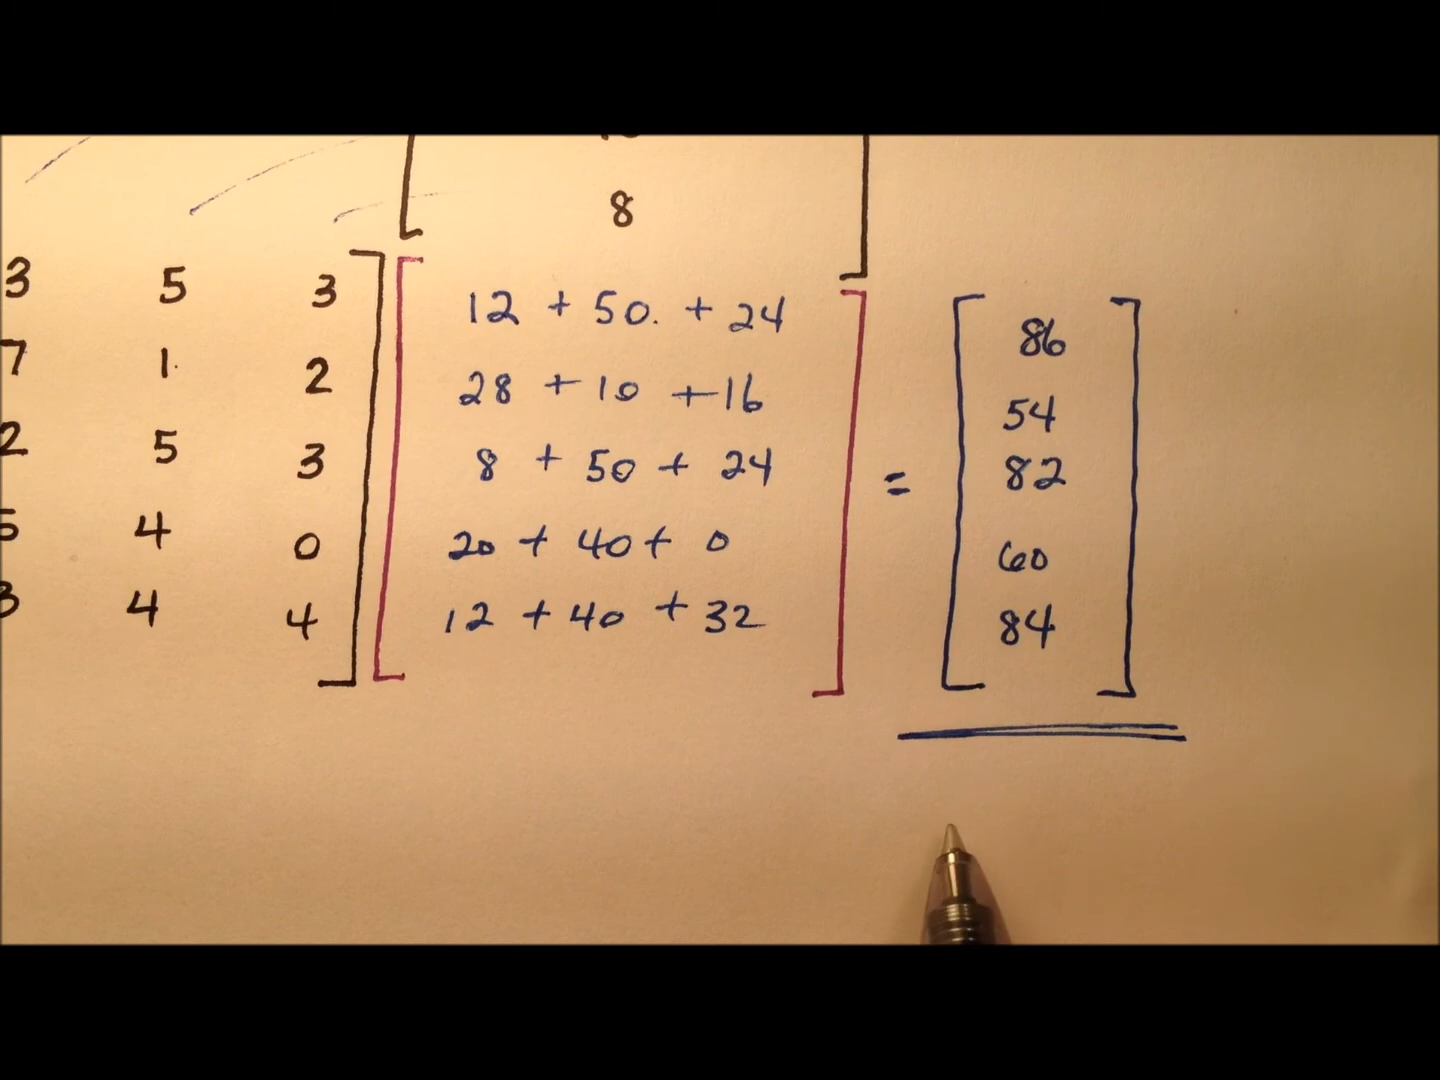 8
3 5 3
7 1 2
2 5 3
5 4 0
3 4 4
12 + 50. + 24
28 + 10 + 16
8 + 50 + 24
20 + 40 + 0
12 + 40 + 32
=
86
54
82
60
84